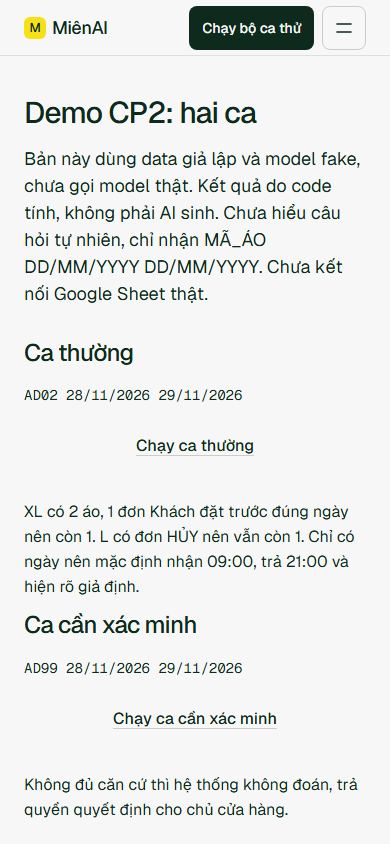 M MiênAI
Chạy bộ ca thử
Demo CP2: hai ca
Bản này dùng data giả lập và model fake,
chưa gọi model thật. Kết quả do code
tính, không phải AI sinh. Chưa hiểu câu
hỏi tự nhiên, chỉ nhận MÃ_ÁO
DD/MM/YYYY DD/MM/YYYY. Chưa kết
nối Google Sheet thật.
Ca thường
AD02 28/11/2026 29/11/2026
Chạy ca thường
XL có 2 áo, 1 đơn Khách đặt trước đúng ngày
nên còn 1. L có đơn HỦY nên vẫn còn 1. Chỉ có
ngày nên mặc định nhận 09:00, trả 21:00 và
hiện rõ giả định.
Ca cần xác minh
AD99 28/11/2026 29/11/2026
Chạy ca cần xác minh
Không đủ căn cứ thì hệ thống không đoán, trả
quyền quyết định cho chủ cửa hàng.